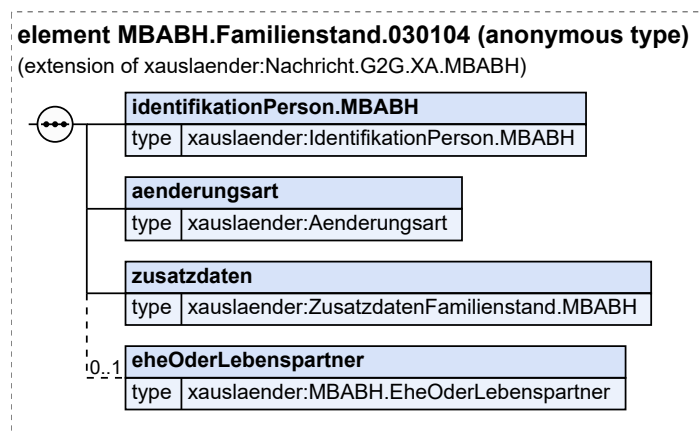 element MBABH.Familienstand.030104 (anonymous type)
(extension of xauslaender:Nachricht.G2G.XA.MBABH)
identifikationPerson.MBABH
type xauslaender:IdentifikationPerson.MBABH
aenderungsart
type xauslaender:Aenderungsart
zusatzdaten
type xauslaender:ZusatzdatenFamilienstand.MBABH
0..1 eheOderLebenspartner
type xauslaender:MBABH.EheOderLebenspartner